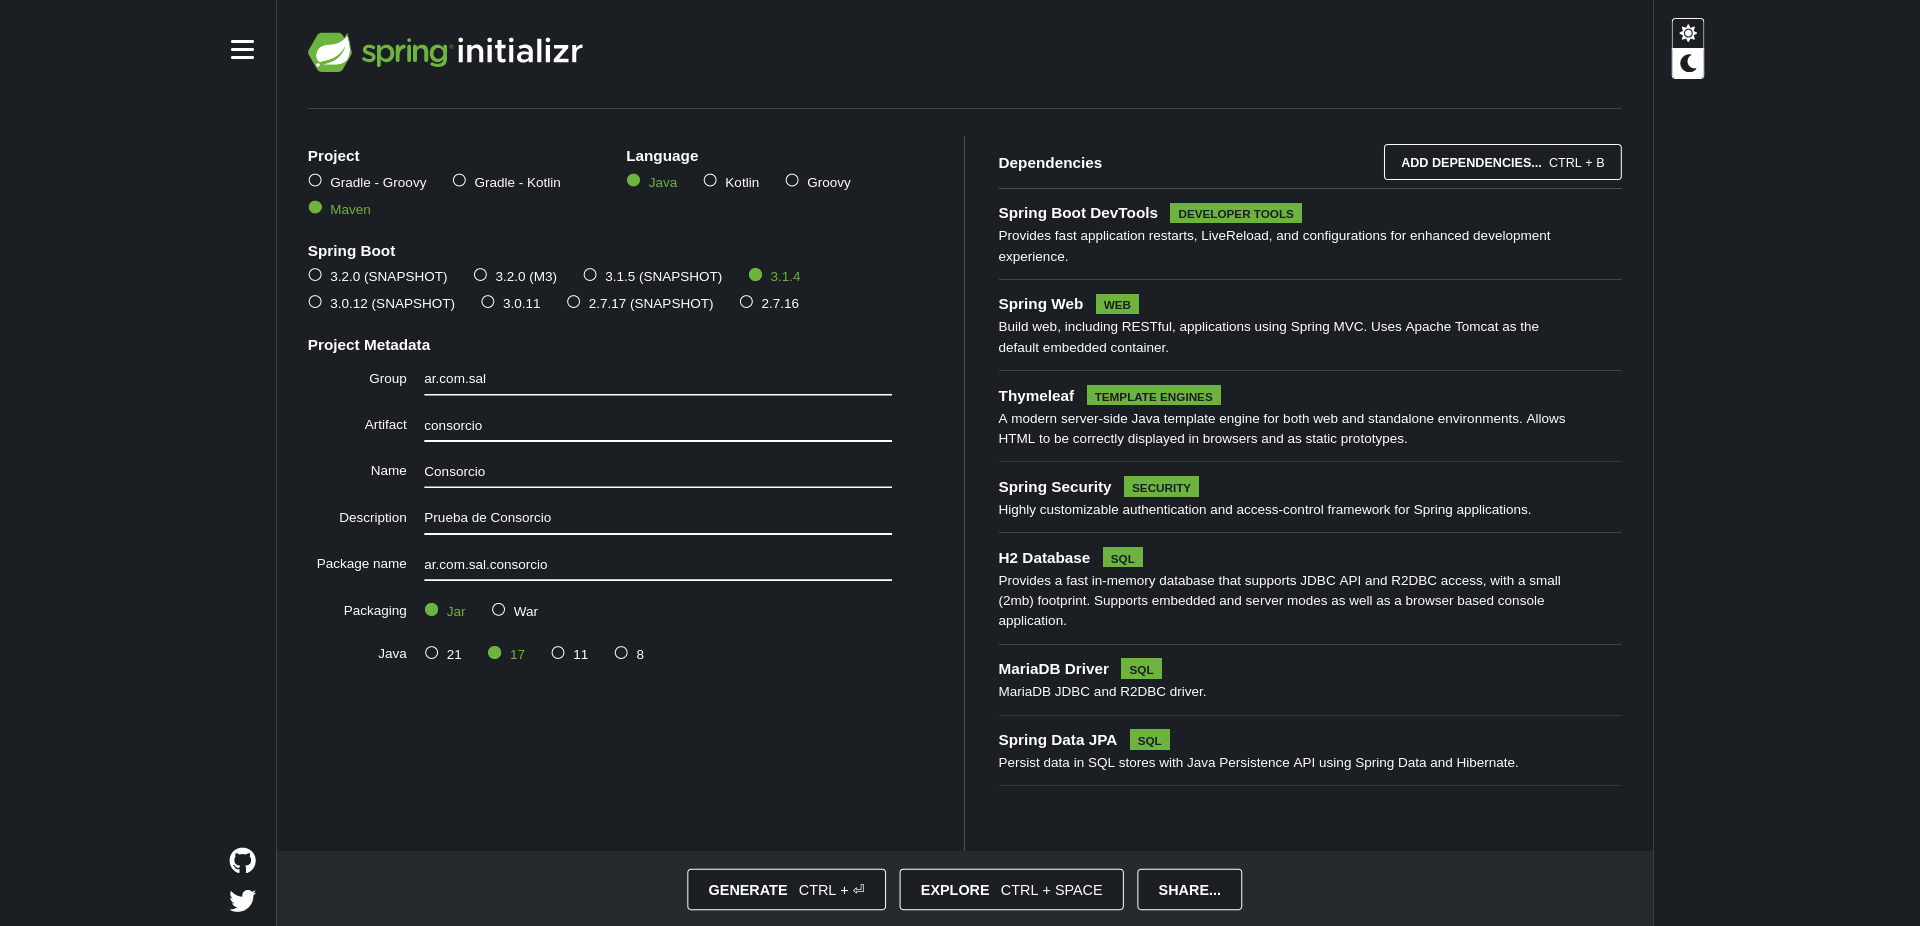 spring initializr
Project
Gradle - Groovy Gradle - Kotlin
Maven
Language
Java Kotlin Groovy
Spring Boot
3.2.0 (SNAPSHOT) 3.2.0 (M3) 3.1.5 (SNAPSHOT) 3.1.4
3.0.12 (SNAPSHOT) 3.0.11 2.7.17 (SNAPSHOT) 2.7.16
Project Metadata
Group ar.com.sal
Artifact consorcio
Name Consorcio
Description Prueba de Consorcio
Package name ar.com.sal.consorcio
Packaging Jar War
Java 21 17 11 8
Dependencies
ADD DEPENDENCIES... CTRL + B
Spring Boot DevTools DEVELOPER TOOLS
Provides fast application restarts, LiveReload, and configurations for enhanced development
experience.
Spring Web WEB
Build web, including RESTful, applications using Spring MVC. Uses Apache Tomcat as the
default embedded container.
Thymeleaf TEMPLATE ENGINES
A modern server-side Java template engine for both web and standalone environments. Allows
HTML to be correctly displayed in browsers and as static prototypes.
Spring Security SECURITY
Highly customizable authentication and access-control framework for Spring applications.
H2 Database SQL
Provides a fast in-memory database that supports JDBC API and R2DBC access, with a small
(2mb) footprint. Supports embedded and server modes as well as a browser based console
application.
MariaDB Driver SQL
MariaDB JDBC and R2DBC driver.
Spring Data JPA SQL
Persist data in SQL stores with Java Persistence API using Spring Data and Hibernate.
GENERATE CTRL + ⏎
EXPLORE CTRL + SPACE
SHARE...